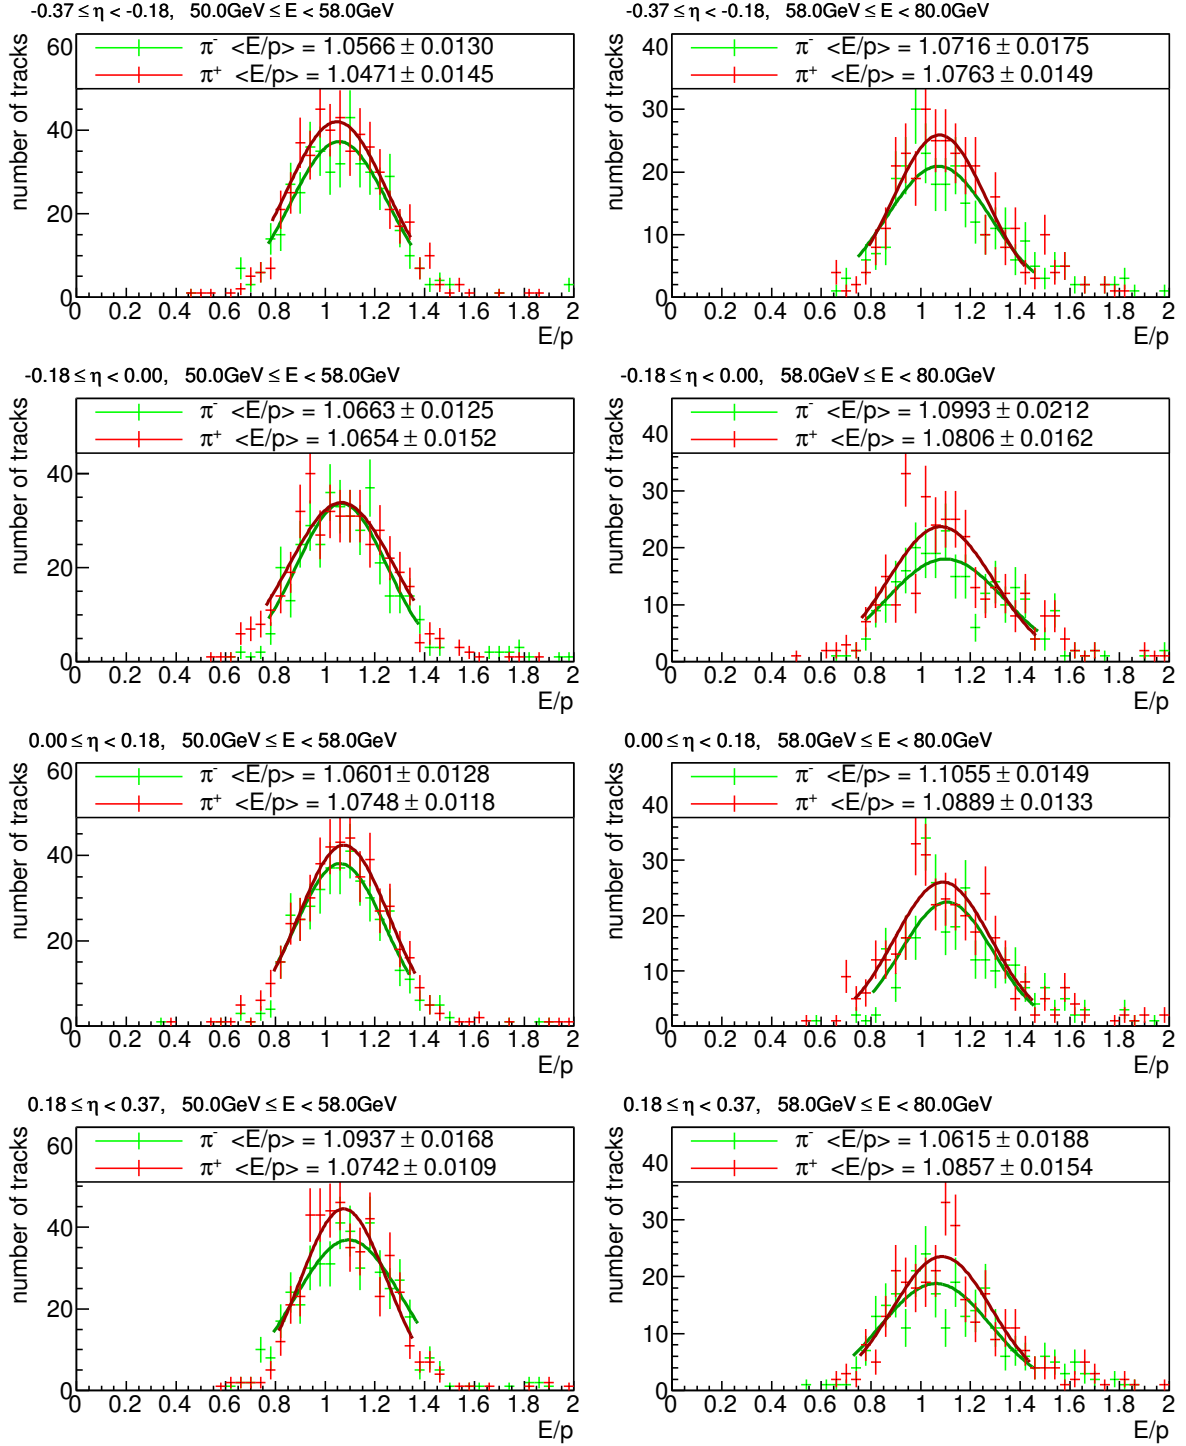 -0.37 ≤ η < -0.18, 50.0GeV ≤ E < 58.0GeV
number of tracks
π⁻ <E/p> = 1.0566 ± 0.0130
π⁺ <E/p> = 1.0471 ± 0.0145
60
40
20
0
0 0.2 0.4 0.6 0.8 1 1.2 1.4 1.6 1.8 2
E/p
-0.37 ≤ η < -0.18, 58.0GeV ≤ E < 80.0GeV
number of tracks
π⁻ <E/p> = 1.0716 ± 0.0175
π⁺ <E/p> = 1.0763 ± 0.0149
40
30
20
10
0
0 0.2 0.4 0.6 0.8 1 1.2 1.4 1.6 1.8 2
E/p
-0.18 ≤ η < 0.00, 50.0GeV ≤ E < 58.0GeV
number of tracks
π⁻ <E/p> = 1.0663 ± 0.0125
π⁺ <E/p> = 1.0654 ± 0.0152
40
20
0
0 0.2 0.4 0.6 0.8 1 1.2 1.4 1.6 1.8 2
E/p
-0.18 ≤ η < 0.00, 58.0GeV ≤ E < 80.0GeV
number of tracks
π⁻ <E/p> = 1.0993 ± 0.0212
π⁺ <E/p> = 1.0806 ± 0.0162
40
30
20
10
0
0 0.2 0.4 0.6 0.8 1 1.2 1.4 1.6 1.8 2
E/p
0.00 ≤ η < 0.18, 50.0GeV ≤ E < 58.0GeV
number of tracks
π⁻ <E/p> = 1.0601 ± 0.0128
π⁺ <E/p> = 1.0748 ± 0.0118
60
40
20
0
0 0.2 0.4 0.6 0.8 1 1.2 1.4 1.6 1.8 2
E/p
0.00 ≤ η < 0.18, 58.0GeV ≤ E < 80.0GeV
number of tracks
π⁻ <E/p> = 1.1055 ± 0.0149
π⁺ <E/p> = 1.0889 ± 0.0133
40
30
20
10
0
0 0.2 0.4 0.6 0.8 1 1.2 1.4 1.6 1.8 2
E/p
0.18 ≤ η < 0.37, 50.0GeV ≤ E < 58.0GeV
number of tracks
π⁻ <E/p> = 1.0937 ± 0.0168
π⁺ <E/p> = 1.0742 ± 0.0109
60
40
20
0
0 0.2 0.4 0.6 0.8 1 1.2 1.4 1.6 1.8 2
E/p
0.18 ≤ η < 0.37, 58.0GeV ≤ E < 80.0GeV
number of tracks
π⁻ <E/p> = 1.0615 ± 0.0188
π⁺ <E/p> = 1.0857 ± 0.0154
40
30
20
10
0
0 0.2 0.4 0.6 0.8 1 1.2 1.4 1.6 1.8 2
E/p